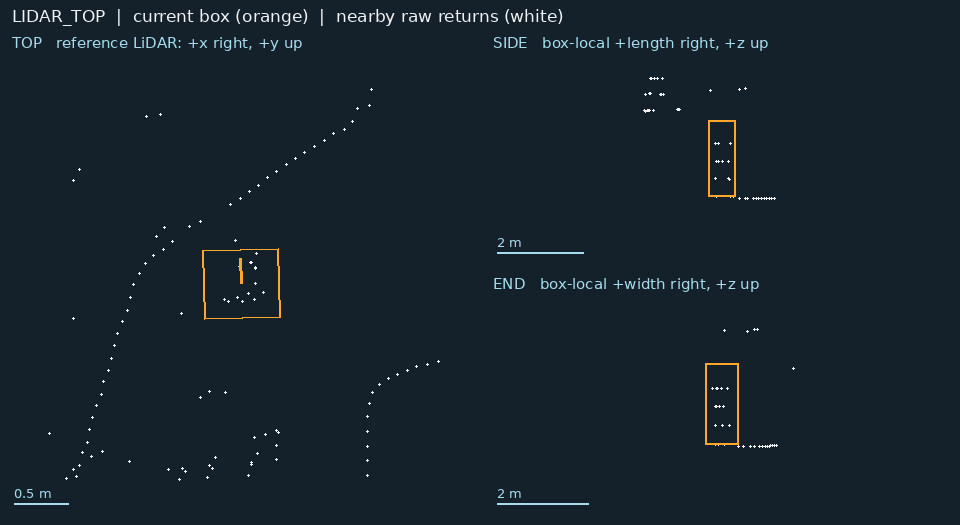 LIDAR_TOP | current box (orange) | nearby raw returns (white)
TOP reference LiDAR: +x right, +y up
SIDE box-local +length right, +z up
2 m
END box-local +width right, +z up
0.5 m
2 m